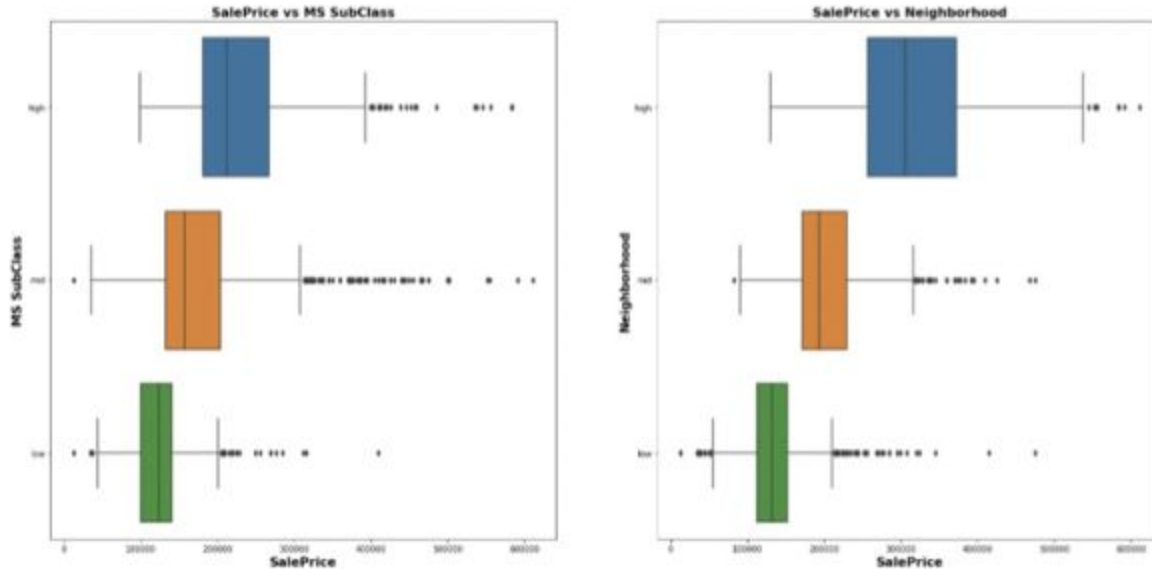 SalePrice vs MS SubClass
high
mid
low
MS SubClass
0 100000 200000 300000 400000 500000 600000
SalePrice
SalePrice vs Neighborhood
high
mid
low
Neighborhood
0 100000 200000 300000 400000 500000 600000
SalePrice